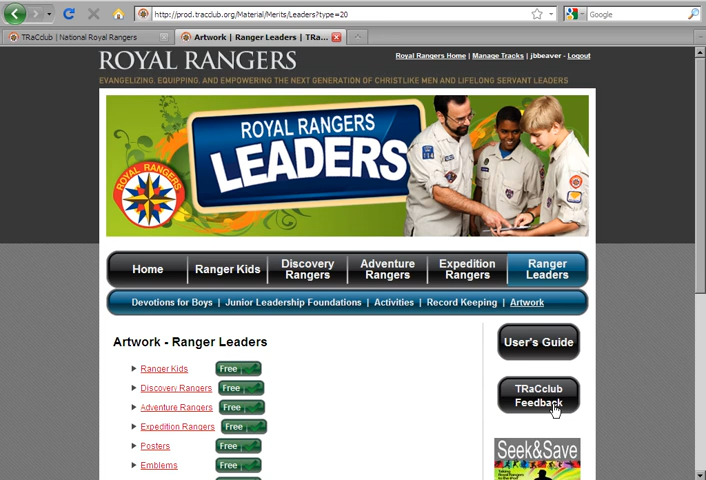 http://prod.tracclub.org/Material/Merits/Leaders?type=20
Google
TRaCclub | National Royal Rangers
Artwork | Ranger Leaders | TRa...
ROYAL RANGERS
Royal Rangers Home | Manage Tracks | jbbeaver - Logout
EVANGELIZING, EQUIPPING, AND EMPOWERING THE NEXT GENERATION OF CHRISTLIKE MEN AND LIFELONG SERVANT LEADERS
ROYAL RANGERS
LEADERS
ROYAL RANGERS
Home
Ranger Kids
Discovery Rangers
Adventure Rangers
Expedition Rangers
Ranger Leaders
Devotions for Boys | Junior Leadership Foundations | Activities | Record Keeping | Artwork
Artwork - Ranger Leaders
Ranger Kids Free
Discovery Rangers Free
Adventure Rangers Free
Expedition Rangers Free
Posters Free
Emblems Free
User's Guide
TRaCclub
Feedback
Seek&Save